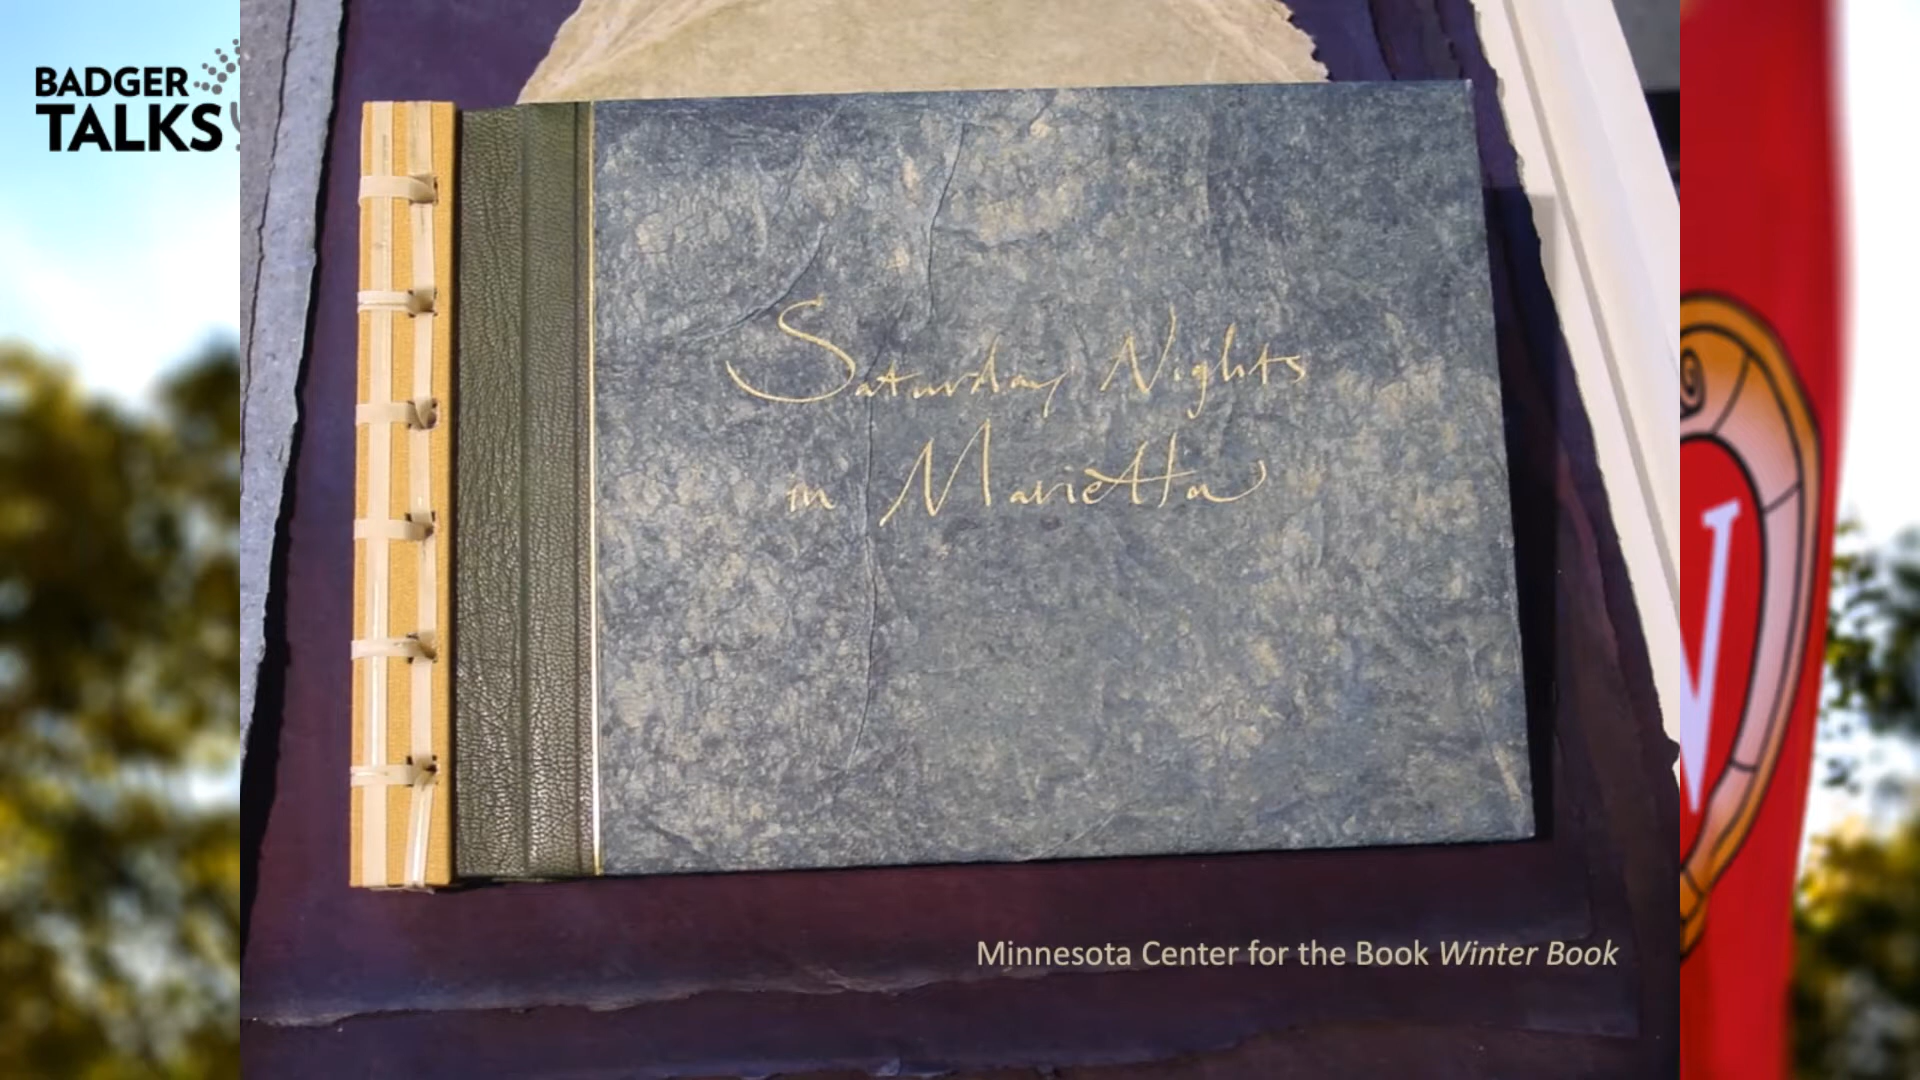 BADGER
TALKS
Saturday Nights
in Marietta
Minnesota Center for the Book Winter Book
W